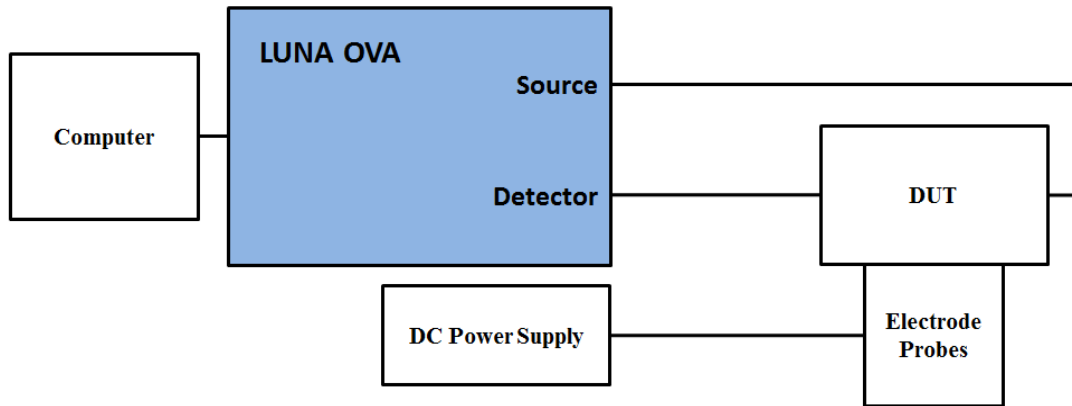 LUNA OVA
Source
Computer
Detector
DUT
DC Power Supply
Electrode
Probes